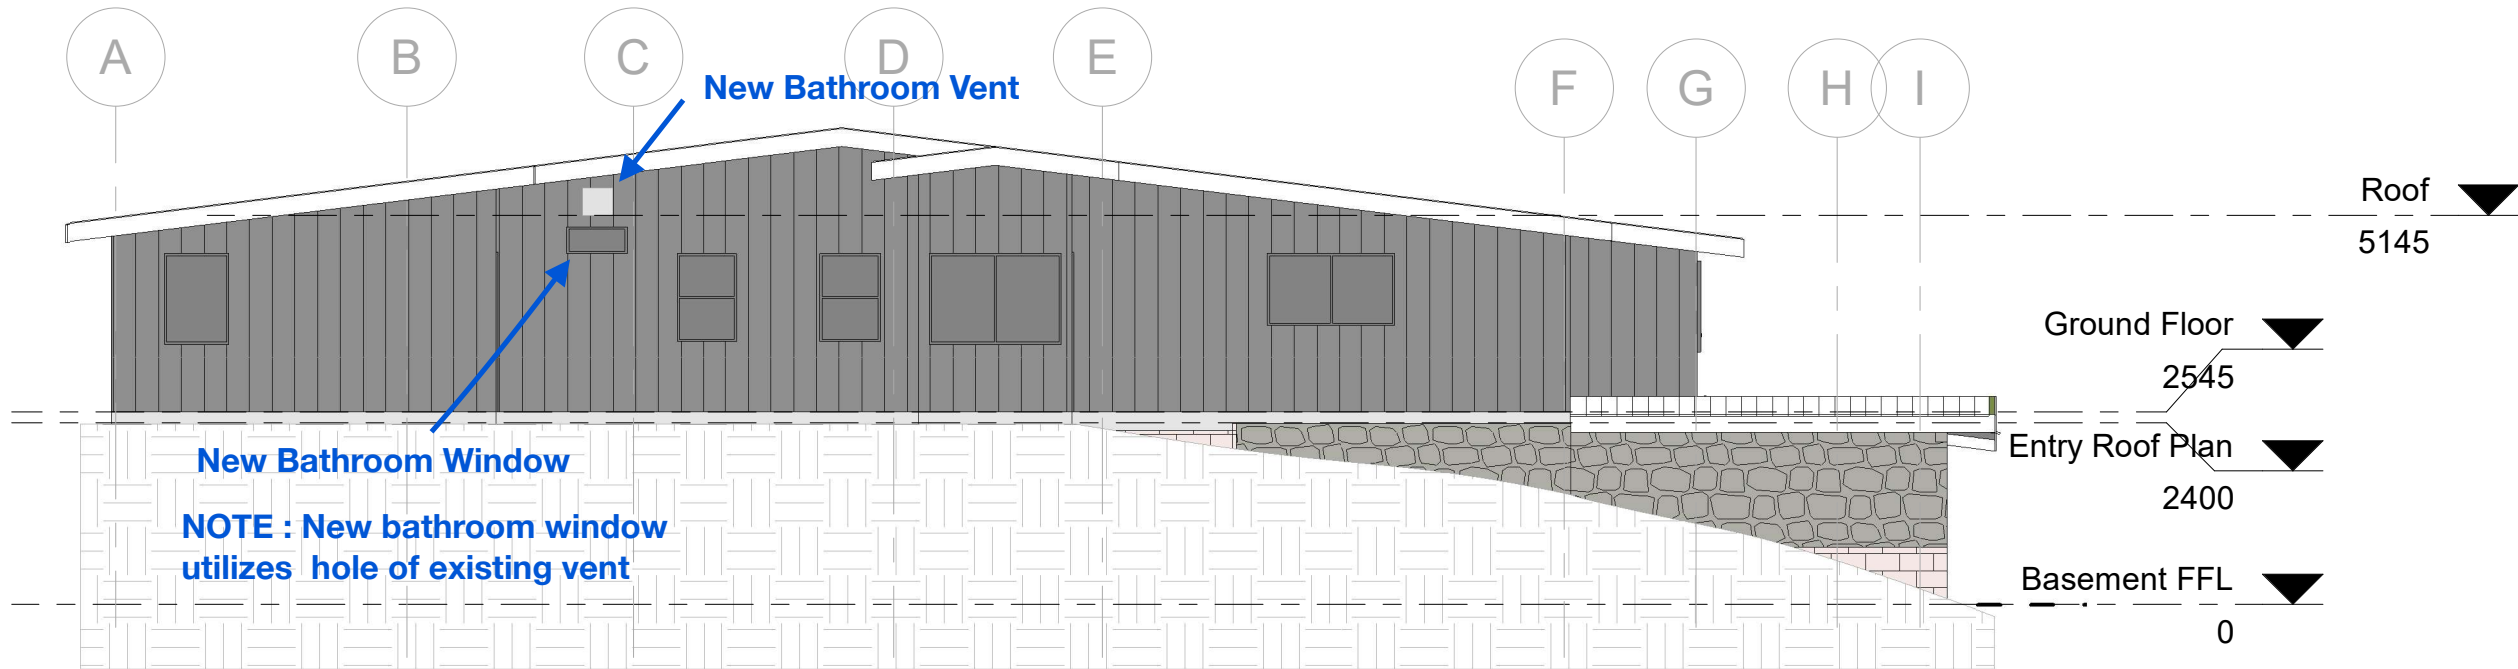 A
B
C
D
E
F
G
H
I
New Bathroom Vent
Roof
5145
Ground Floor
2545
New Bathroom Window
Entry Roof Plan
2400
NOTE : New bathroom window
utilizes hole of existing vent
Basement FFL
0